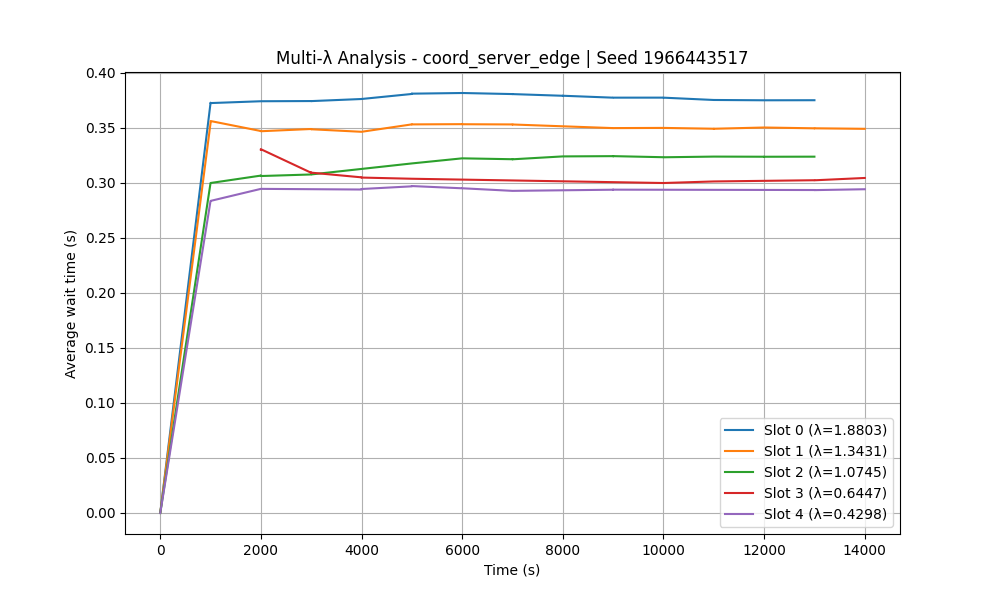 Multi-λ Analysis - coord_server_edge | Seed 1966443517
Average wait time (s)
0.40
0.35
0.30
0.25
0.20
0.15
0.10
0.05
0.00
Slot 0 (λ=1.8803)
Slot 1 (λ=1.3431)
Slot 2 (λ=1.0745)
Slot 3 (λ=0.6447)
Slot 4 (λ=0.4298)
0 2000 4000 6000 8000 10000 12000 14000
Time (s)